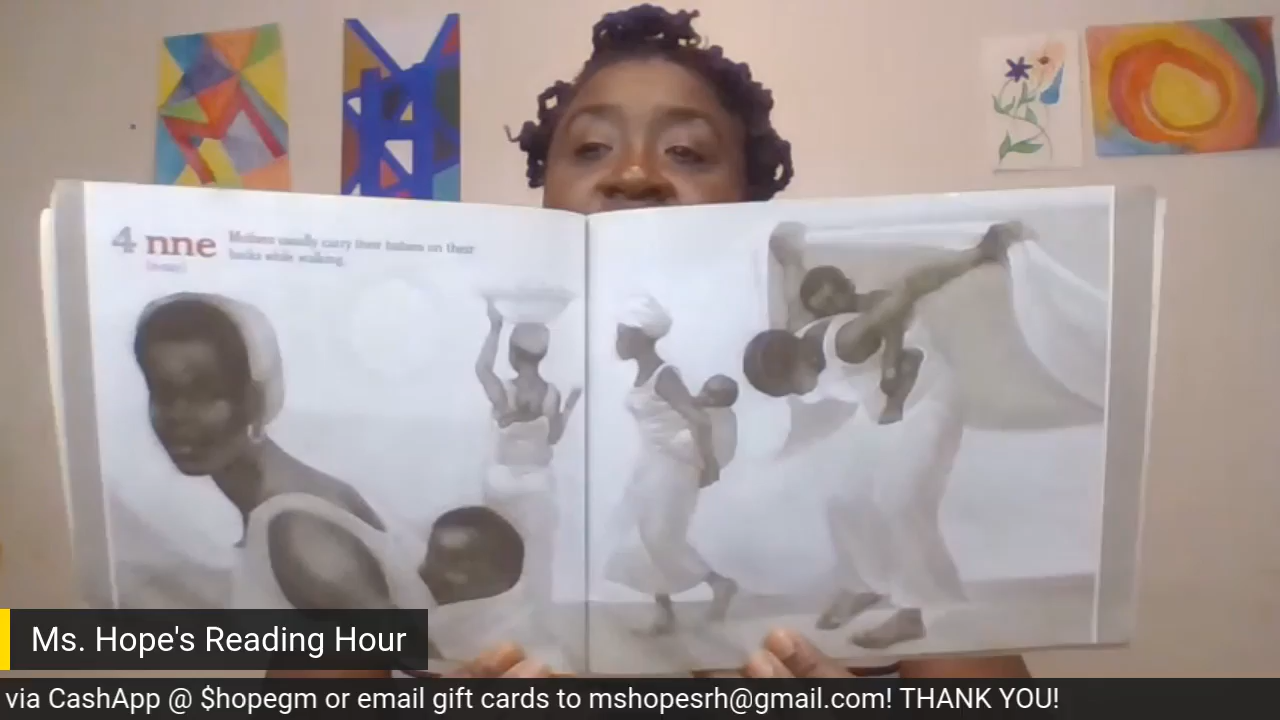 4 nne
Mothers usually carry their babies on their
backs while walking.
Ms. Hope's Reading Hour
via CashApp @ $hopegm or email gift cards to mshopesrh@gmail.com! THANK YOU!